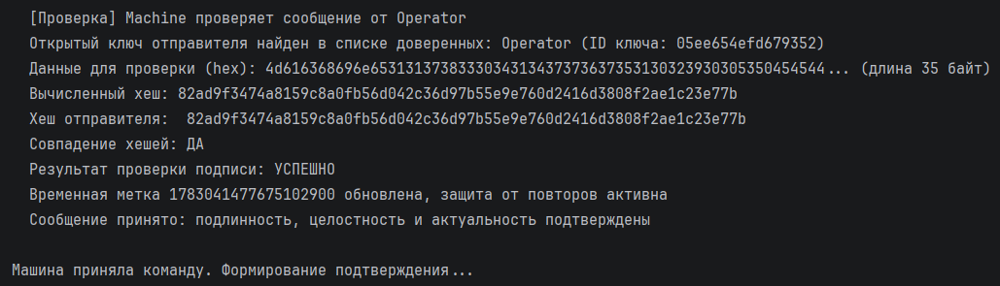 [Проверка] Machine проверяет сообщение от Operator
Открытый ключ отправителя найден в списке доверенных: Operator (ID ключа: 05ee654efd679352)
Данные для проверки (hex): 4d616368696e6531313738333034313437373637353130323930305350454544... (длина 35 байт)
Вычисленный хеш: 82ad9f3474a8159c8a0fb56d042c36d97b55e9e760d2416d3808f2ae1c23e77b
Хеш отправителя:  82ad9f3474a8159c8a0fb56d042c36d97b55e9e760d2416d3808f2ae1c23e77b
Совпадение хешей: ДА
Результат проверки подписи: УСПЕШНО
Временная метка 1783041477675102900 обновлена, защита от повторов активна
Сообщение принято: подлинность, целостность и актуальность подтверждены
Машина приняла команду. Формирование подтверждения...